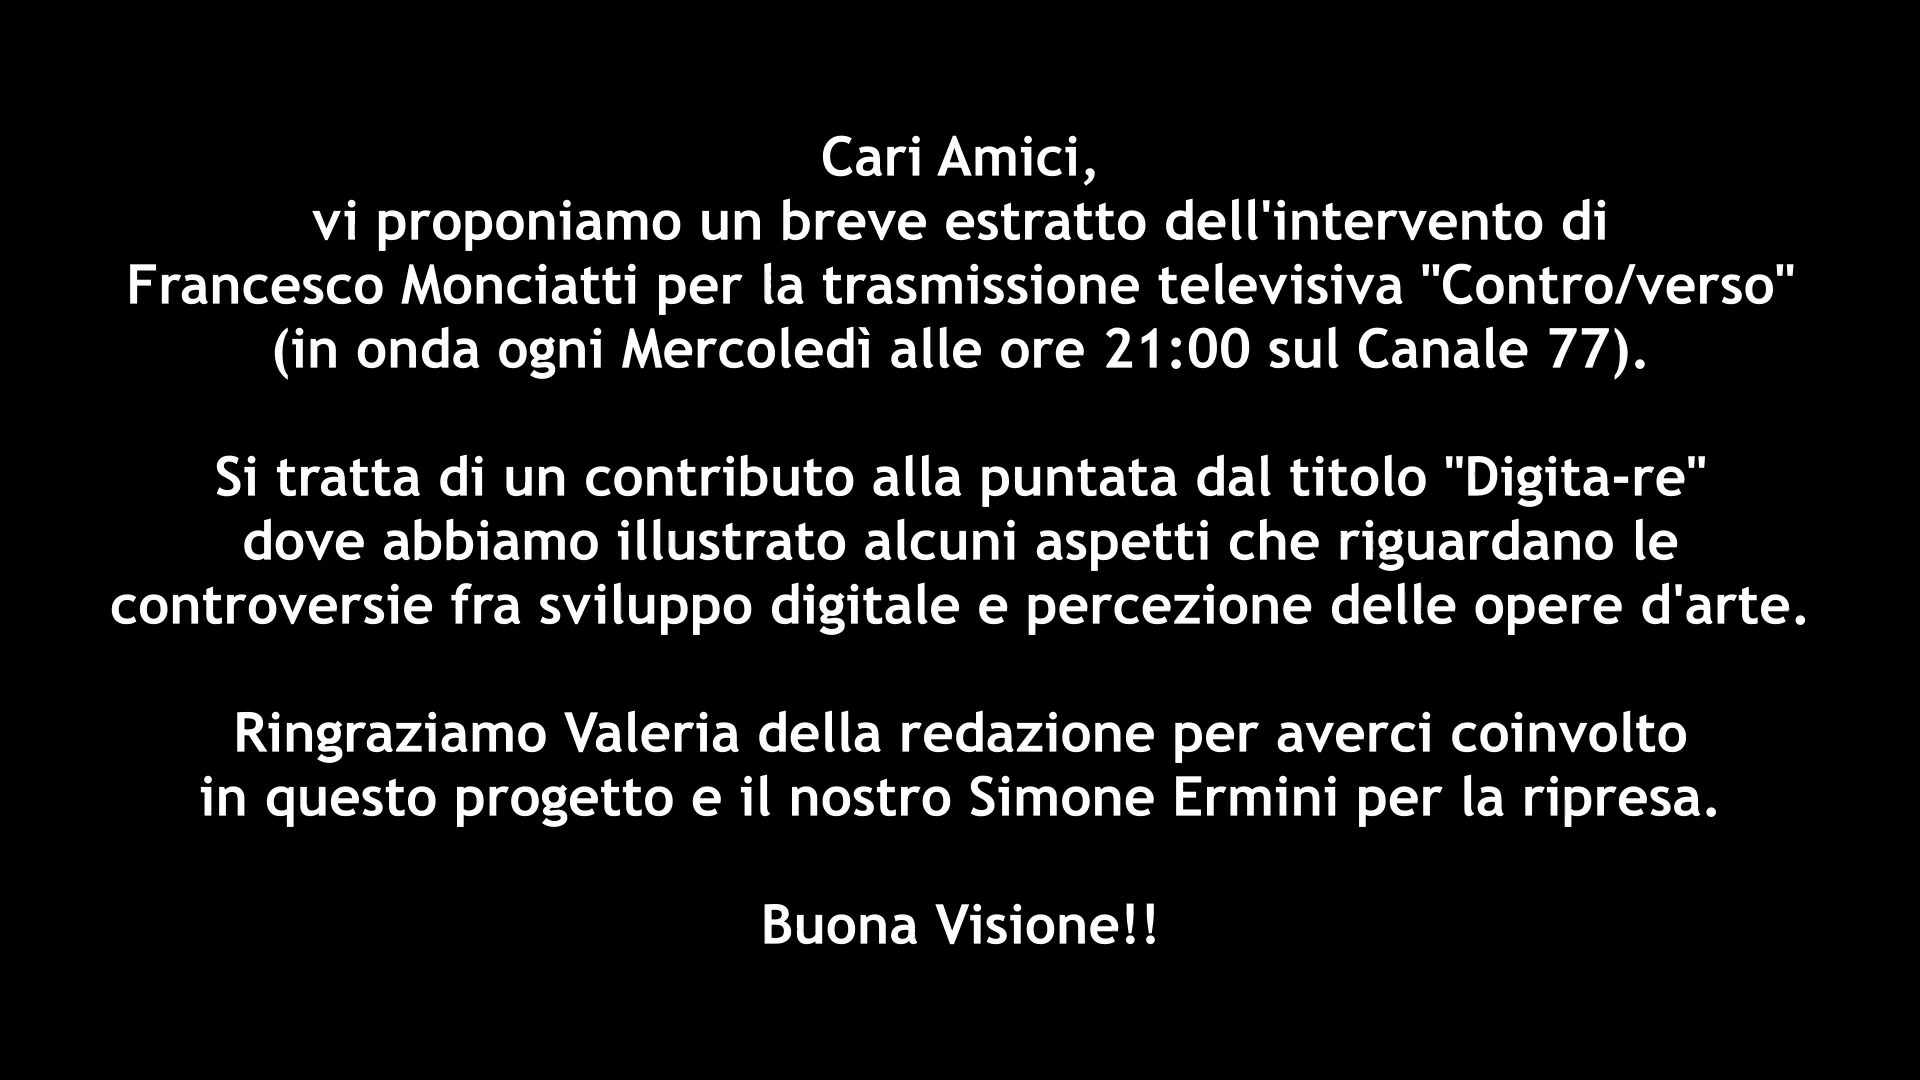 Cari Amici,
vi proponiamo un breve estratto dell'intervento di
Francesco Monciatti per la trasmissione televisiva "Contro/verso"
(in onda ogni Mercoledì alle ore 21:00 sul Canale 77).
Si tratta di un contributo alla puntata dal titolo "Digita-re"
dove abbiamo illustrato alcuni aspetti che riguardano le
controversie fra sviluppo digitale e percezione delle opere d'arte.
Ringraziamo Valeria della redazione per averci coinvolto
in questo progetto e il nostro Simone Ermini per la ripresa.
Buona Visione!!